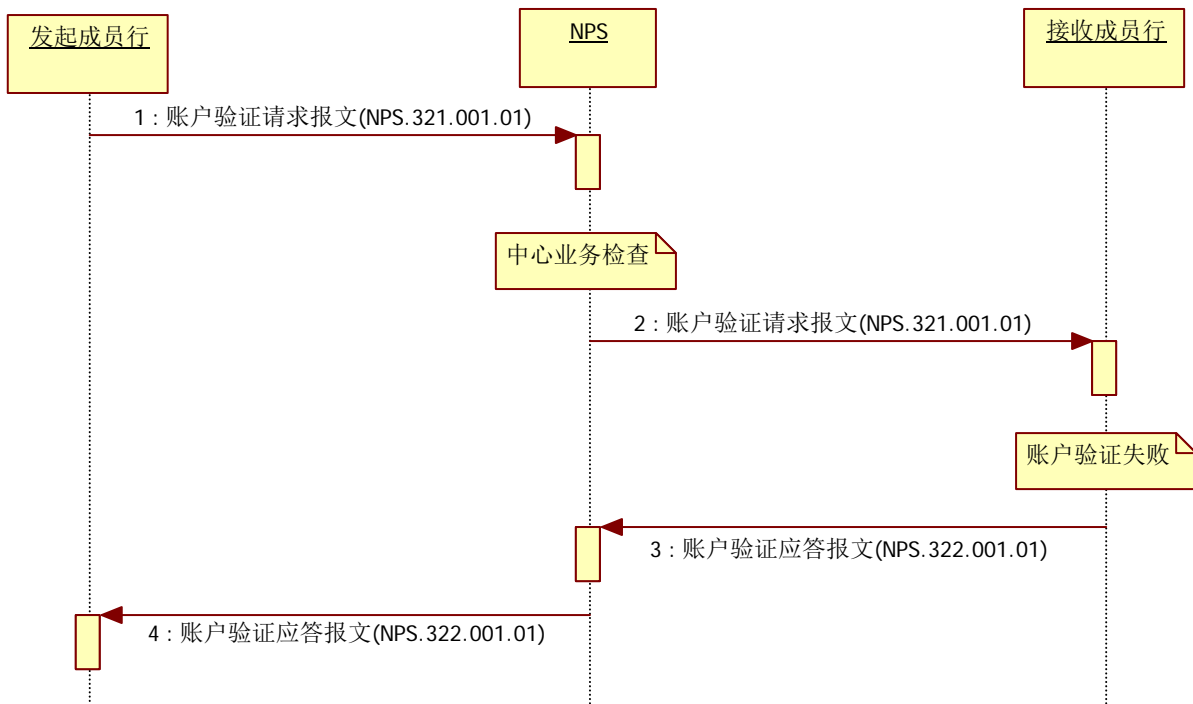 发起成员行
NPS
接收成员行
1 : 账户验证请求报文(NPS.321.001.01)
中心业务检查
2 : 账户验证请求报文(NPS.321.001.01)
账户验证失败
3 : 账户验证应答报文(NPS.322.001.01)
4 : 账户验证应答报文(NPS.322.001.01)